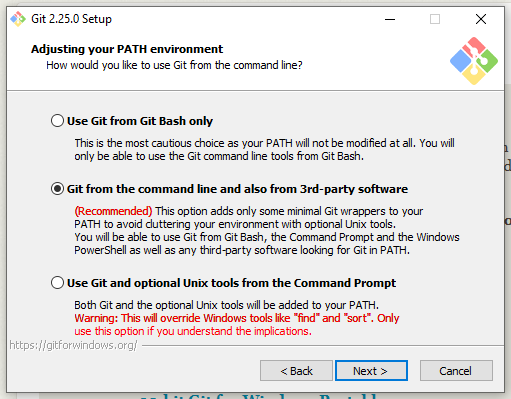 Git 2.25.0 Setup
Adjusting your PATH environment
How would you like to use Git from the command line?
Use Git from Git Bash only
This is the most cautious choice as your PATH will not be modified at all. You will
only be able to use the Git command line tools from Git Bash.
Git from the command line and also from 3rd-party software
(Recommended) This option adds only some minimal Git wrappers to your
PATH to avoid cluttering your environment with optional Unix tools.
You will be able to use Git from Git Bash, the Command Prompt and the Windows
PowerShell as well as any third-party software looking for Git in PATH.
Use Git and optional Unix tools from the Command Prompt
Both Git and the optional Unix tools will be added to your PATH.
Warning: This will override Windows tools like "find" and "sort". Only
use this option if you understand the implications.
https://gitforwindows.org/
< Back
Next >
Cancel